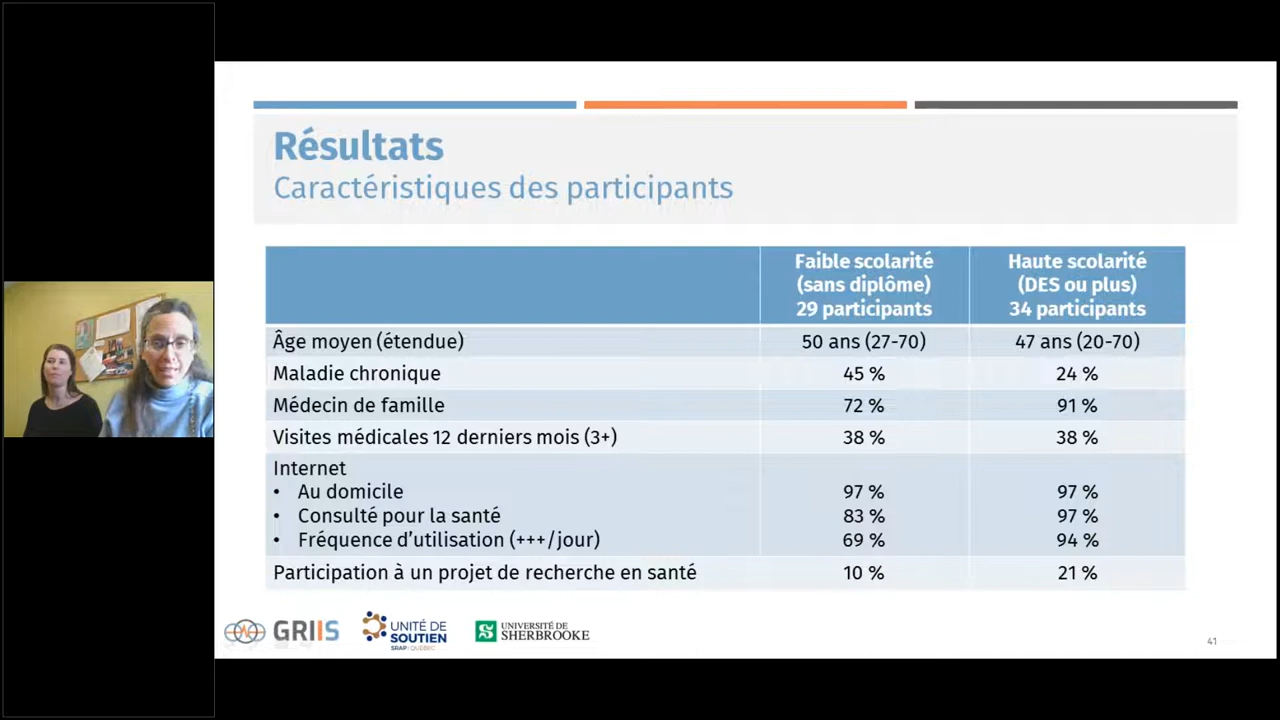 Résultats
Caractéristiques des participants
Faible scolarité
(sans diplôme)
29 participants
Haute scolarité
(DES ou plus)
34 participants
Âge moyen (étendue) 50 ans (27-70) 47 ans (20-70)
Maladie chronique 45 % 24 %
Médecin de famille 72 % 91 %
Visites médicales 12 derniers mois (3+) 38 % 38 %
Internet
• Au domicile 97 % 97 %
• Consulté pour la santé 83 % 97 %
• Fréquence d’utilisation (+++/jour) 69 % 94 %
Participation à un projet de recherche en santé 10 % 21 %
GRIIS
UNITÉ DE
SOUTIEN
SRAP | QUÉBEC
UNIVERSITÉ DE
SHERBROOKE
41